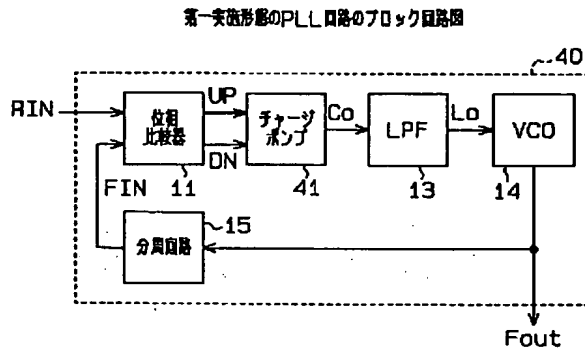 第一実施形態のPLL回路のブロック回路図
40
RIN
位相
比較器
UP
DN
チャージ
ポンプ
Co
LPF
Lo
VCO
FIN
11
41
13
14
15
分周回路
Fout